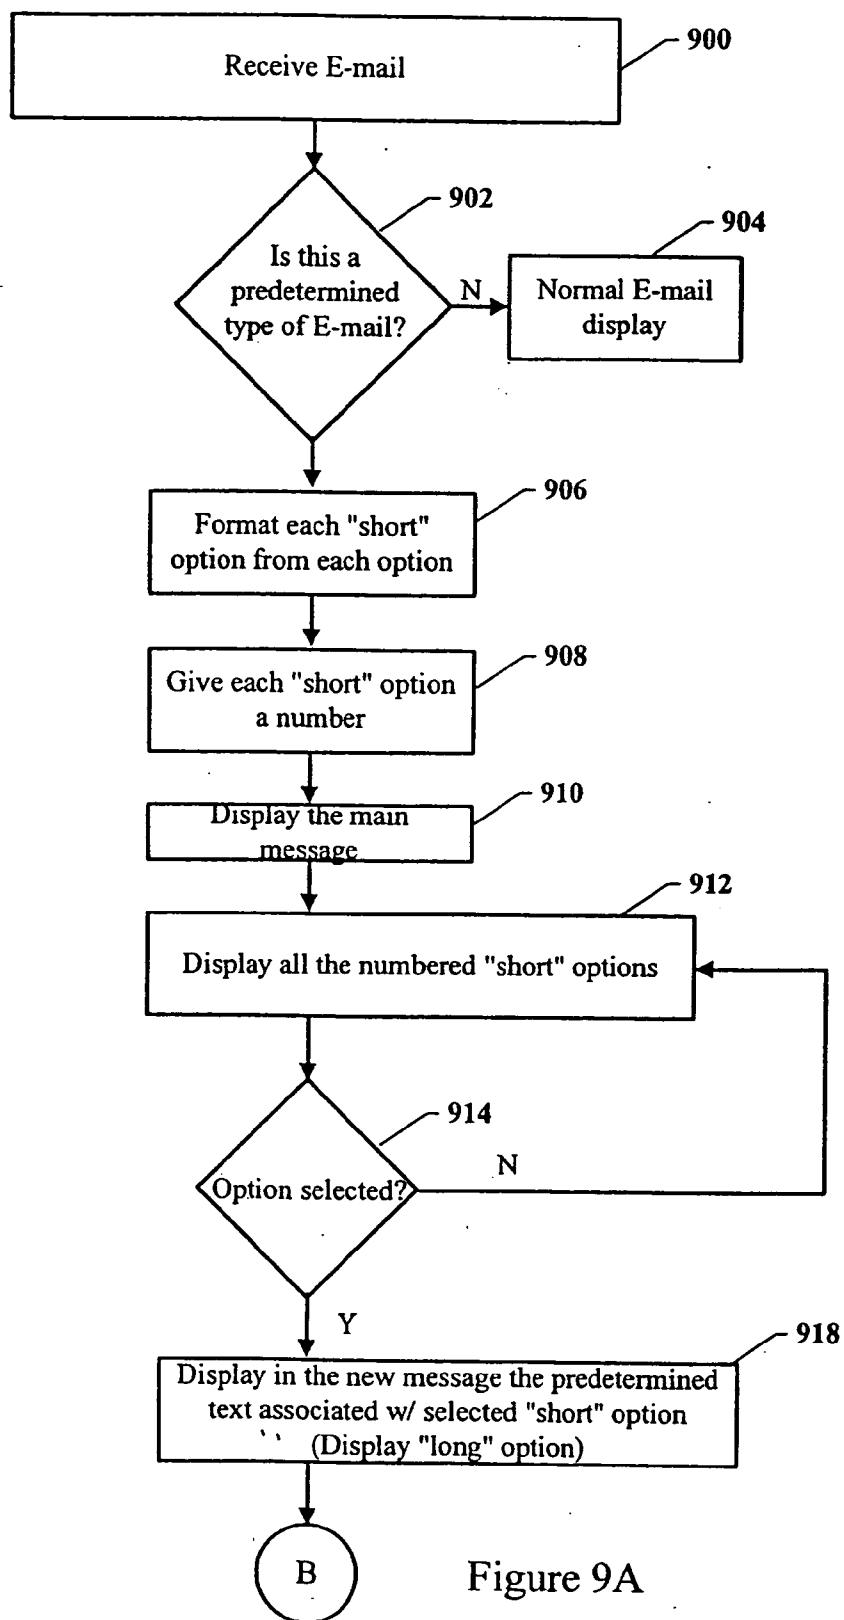 Receive E-mail
900
902
Is this a
predetermined
type of E-mail?
N
904
Normal E-mail
display
906
Format each "short"
option from each option
908
Give each "short" option
a number
910
Display the main
message
912
Display all the numbered "short" options
914
Option selected?
N
Y
918
Display in the new message the predetermined
text associated w/ selected "short" option
(Display "long" option)
B
Figure 9A